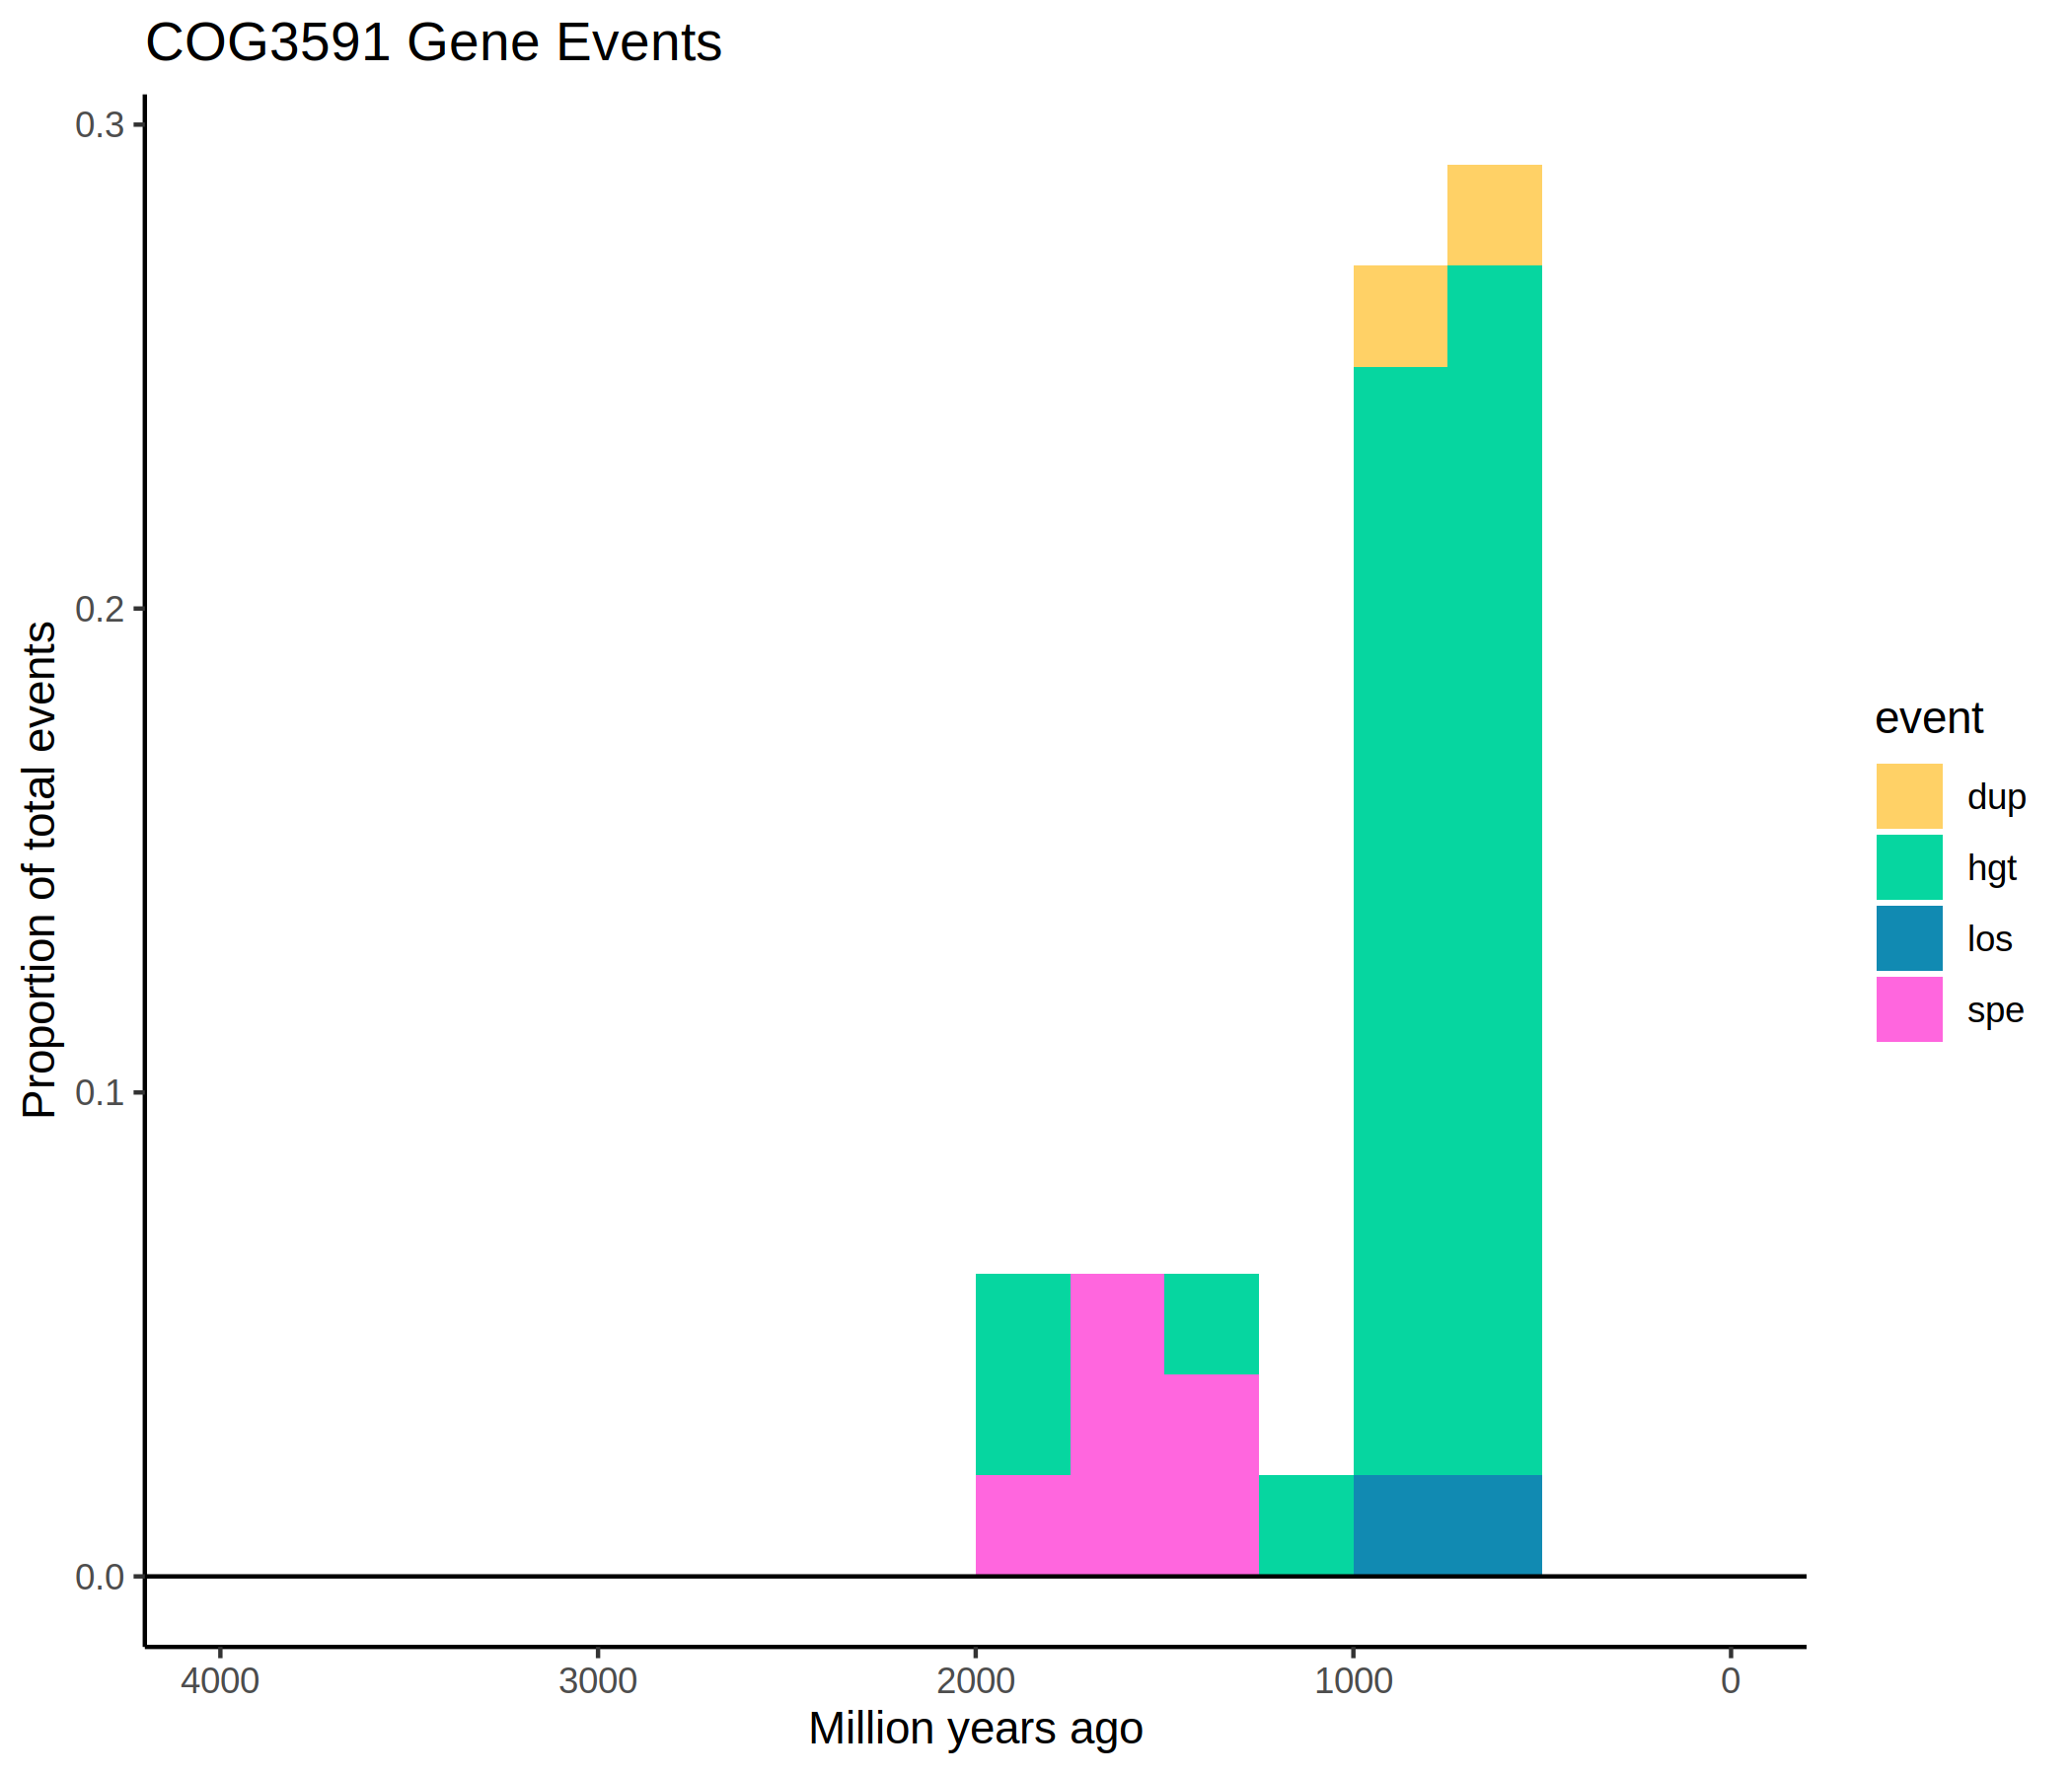 COG3591 Gene Events
0.3
0.2
0.1
0.0
Proportion of total events
4000 3000 2000 1000 0
Million years ago
event
dup
hgt
los
spe